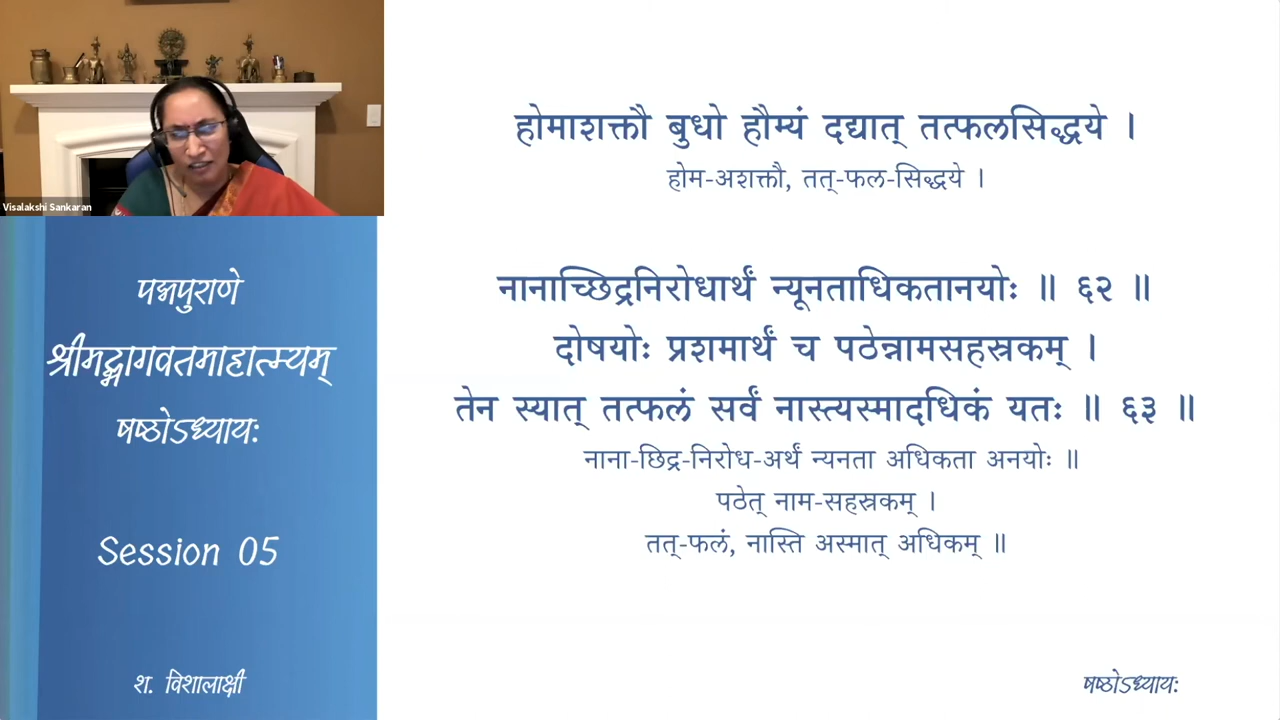 Visalakshi Sankaran
पद्मपुराणे
श्रीमद्भागवतमाहात्म्यम्
षष्ठोऽध्यायः
Session 05
श. विशालाक्षी
होमाशक्तौ बुधो हौम्यं दद्यात् तत्फलसिद्धये ।
होम-अशक्तौ, तत्-फल-सिद्धये ।
नानाच्छिद्रनिरोधार्थं न्यूनताधिकतानयोः ॥ ६२ ॥
दोषयोः प्रशमार्थं च पठेन्नामसहस्रकम् ।
तेन स्यात् तत्फलं सर्वं नास्त्यस्मादधिकं यतः ॥ ६३ ॥
नाना-छिद्र-निरोध-अर्थं न्यनता अधिकता अनयोः ॥
पठेत् नाम-सहस्रकम् ।
तत्-फलं, नास्ति अस्मात् अधिकम् ॥
षष्ठोऽध्यायः